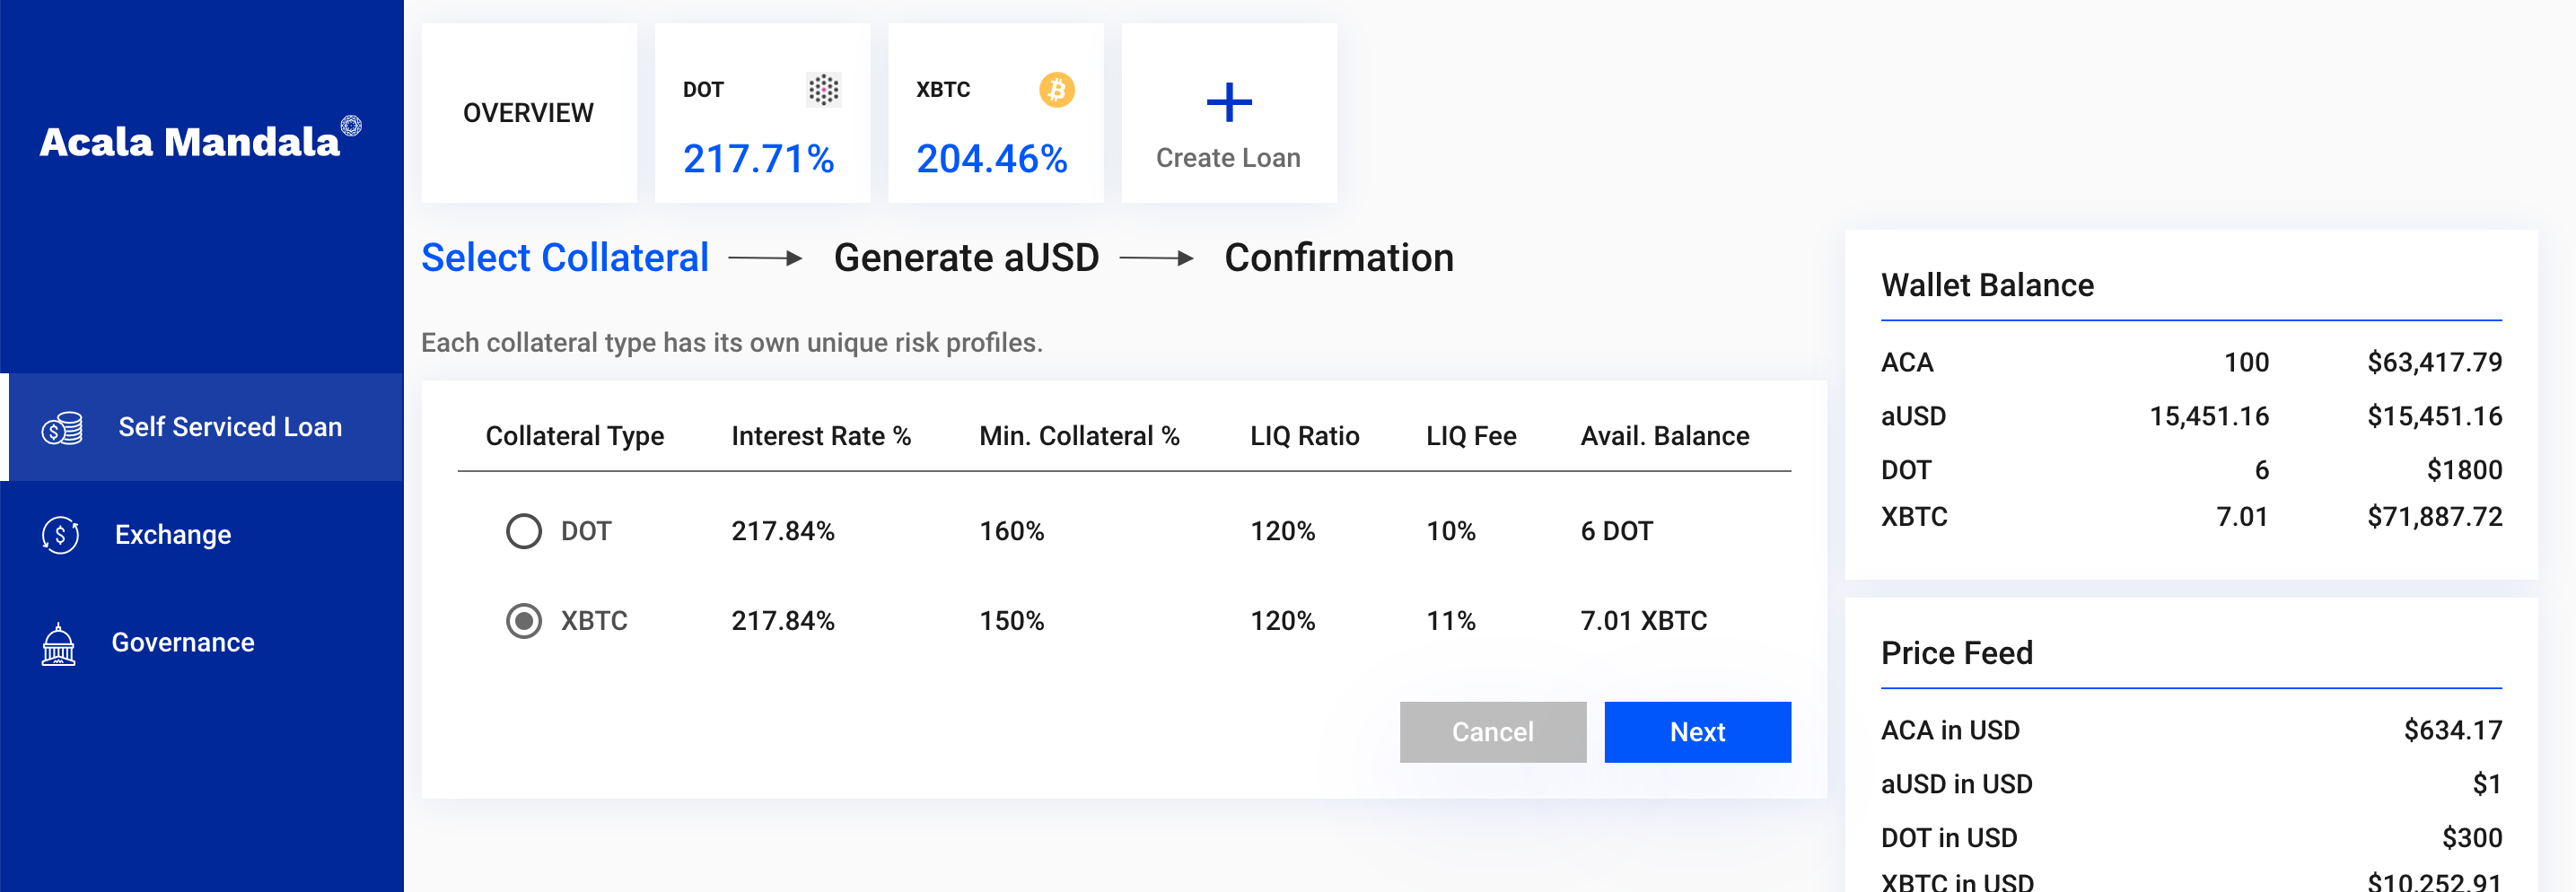 Acala Mandala
Self Serviced Loan
Exchange
Governance
OVERVIEW
DOT
217.71%
XBTC
204.46%
Create Loan
Select Collateral
Generate aUSD
Confirmation
Each collateral type has its own unique risk profiles.
Collateral Type Interest Rate % Min. Collateral % LIQ Ratio LIQ Fee Avail. Balance
DOT 217.84% 160% 120% 10% 6 DOT
XBTC 217.84% 150% 120% 11% 7.01 XBTC
Cancel
Next
Wallet Balance
ACA 100 $63,417.79
aUSD 15,451.16 $15,451.16
DOT 6 $1800
XBTC 7.01 $71,887.72
Price Feed
ACA in USD $634.17
aUSD in USD $1
DOT in USD $300
XBTC in USD $10,252.91